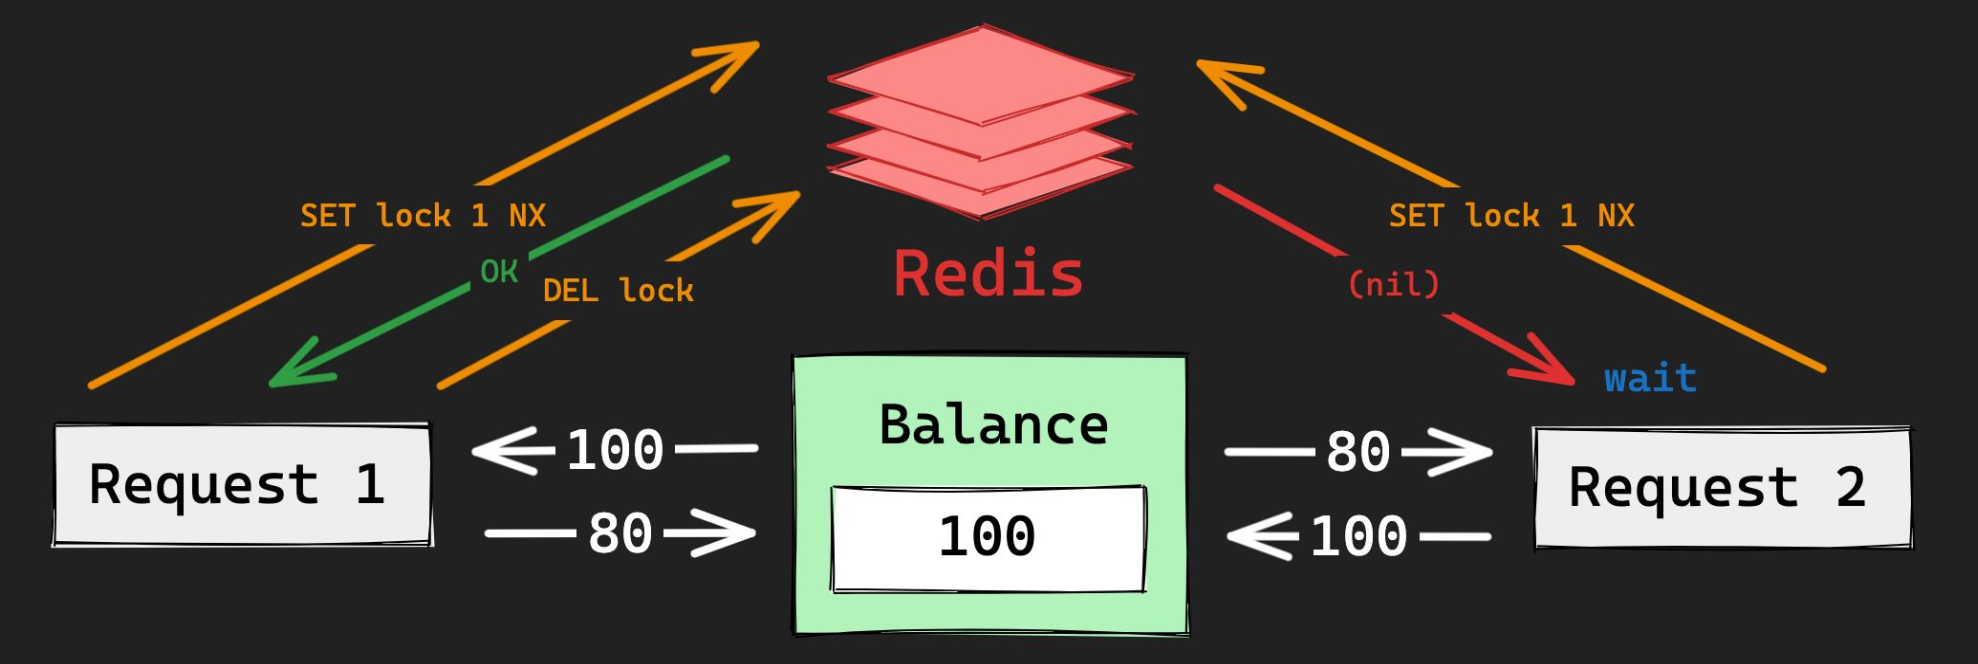 SET lock 1 NX
OK
DEL lock
Redis
SET lock 1 NX
(nil)
wait
Request 1
100
80
Balance
100
80
100
Request 2